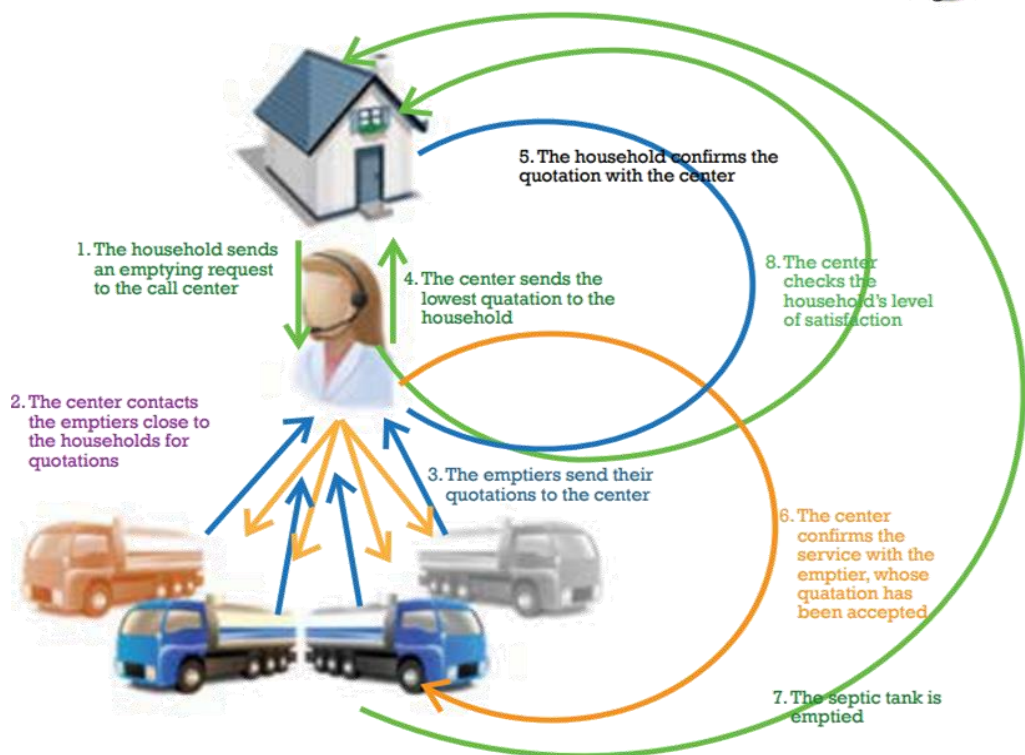 1. The household sends
an emptying request
to the call center
2. The center contacts
the emptiers close to
the households for
quotations
3. The emptiers send their
quotations to the center
4. The center sends the
lowest quatation to the
household
5. The household confirms the
quotation with the center
6. The center
confirms the
service with the
emptier, whose
quatation has
been accepted
7. The septic tank is
emptied
8. The center
checks the
household's level
of satisfaction